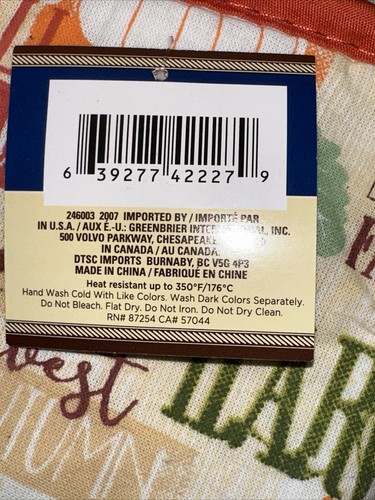 6 39277 42227 9
246003 2007 IMPORTED BY / IMPORTÉ PAR
IN U.S.A. / AUX É.-U.: GREENBRIER INTERNATIONAL, INC.
500 VOLVO PARKWAY, CHESAPEAKE
IN CANADA / AU CANADA:
DTSC IMPORTS BURNABY, BC V5G 4P3
MADE IN CHINA / FABRIQUÉ EN CHINE
Heat resistant up to 350°F/176°C
Hand Wash Cold With Like Colors. Wash Dark Colors Separately.
Do Not Bleach. Flat Dry. Do Not Iron. Do Not Dry Clean.
RN# 87254 CA# 57044
vest
HAR
UTUMN